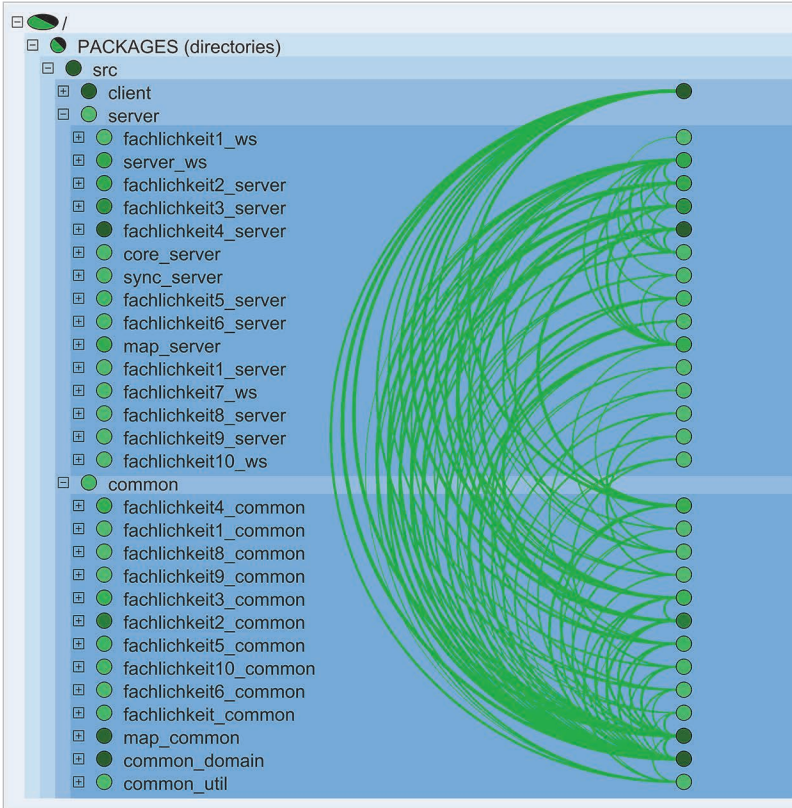 /
PACKAGES (directories)
src
client
server
fachlichkeit1_ws
server_ws
fachlichkeit2_server
fachlichkeit3_server
fachlichkeit4_server
core_server
sync_server
fachlichkeit5_server
fachlichkeit6_server
map_server
fachlichkeit1_server
fachlichkeit7_ws
fachlichkeit8_server
fachlichkeit9_server
fachlichkeit10_ws
common
fachlichkeit4_common
fachlichkeit1_common
fachlichkeit8_common
fachlichkeit9_common
fachlichkeit3_common
fachlichkeit2_common
fachlichkeit5_common
fachlichkeit10_common
fachlichkeit6_common
fachlichkeit_common
map_common
common_domain
common_util